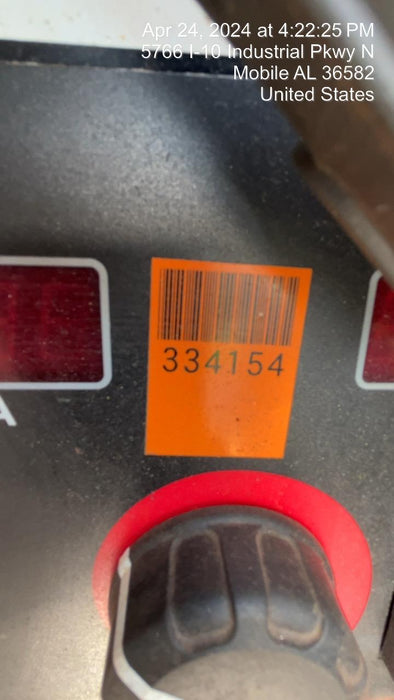 Apr 24, 2024 at 4:22:25 PM
5766 I-10 Industrial Pkwy N
Mobile AL 36582
United States
334154
A